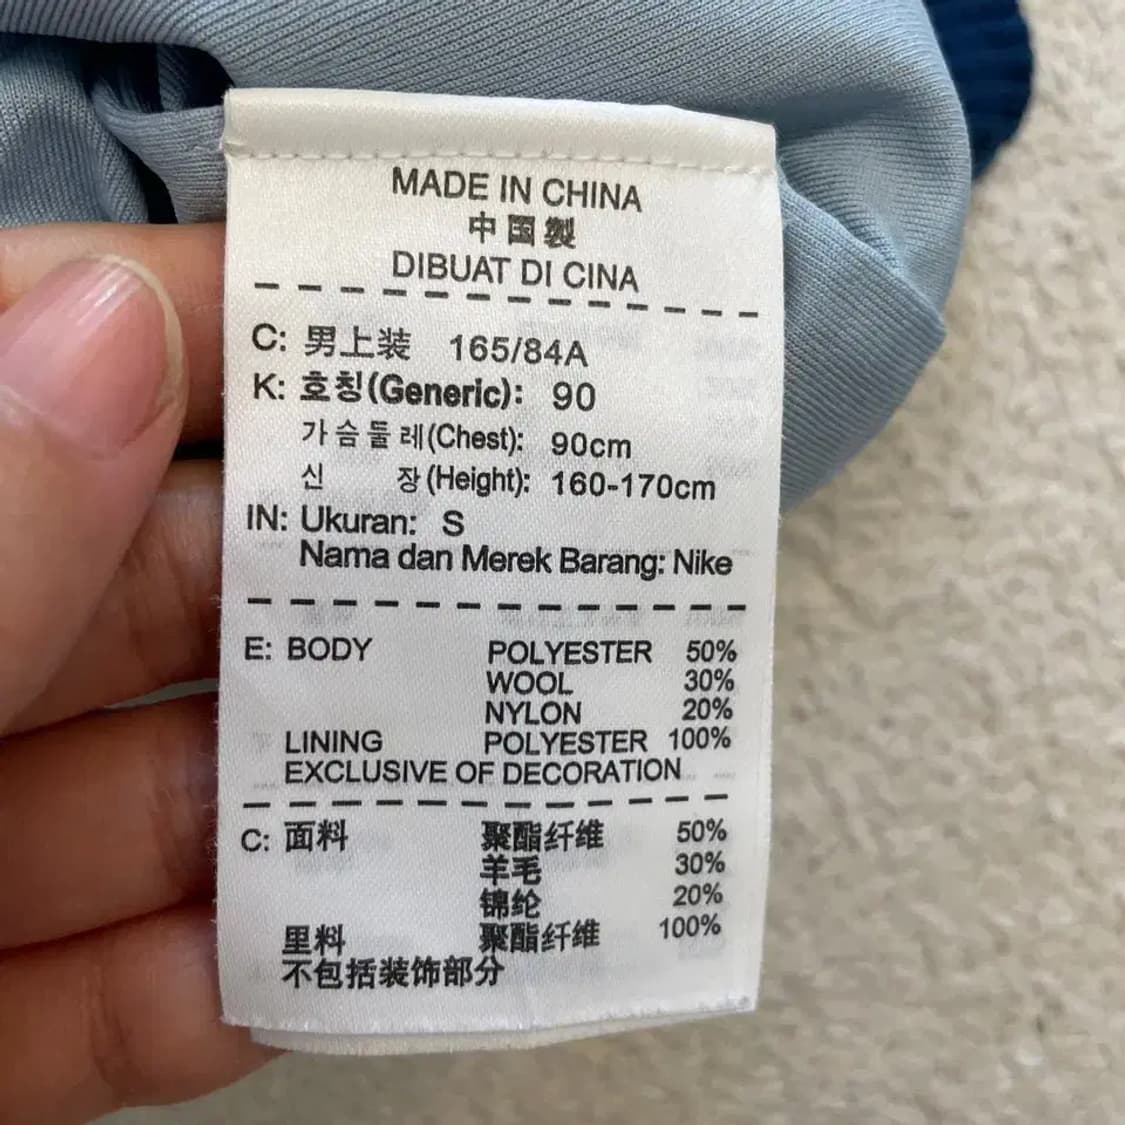 MADE IN CHINA
中国製
DIBUAT DI CINA
C: 男上装 165/84A
K: 호칭(Generic): 90
가슴둘레(Chest): 90cm
신 장(Height): 160-170cm
IN: Ukuran: S
Nama dan Merek Barang: Nike
E: BODY POLYESTER 50%
WOOL 30%
NYLON 20%
LINING POLYESTER 100%
EXCLUSIVE OF DECORATION
C: 面料 聚酯纤维 50%
羊毛 30%
锦纶 20%
里料 聚酯纤维 100%
不包括装饰部分